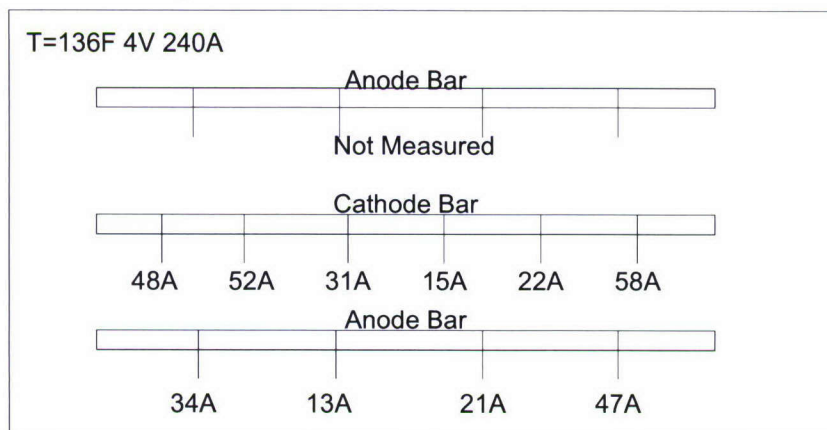 T=136F 4V 240A
Anode Bar
Not Measured
Cathode Bar
48A 52A 31A 15A 22A 58A
Anode Bar
34A 13A 21A 47A